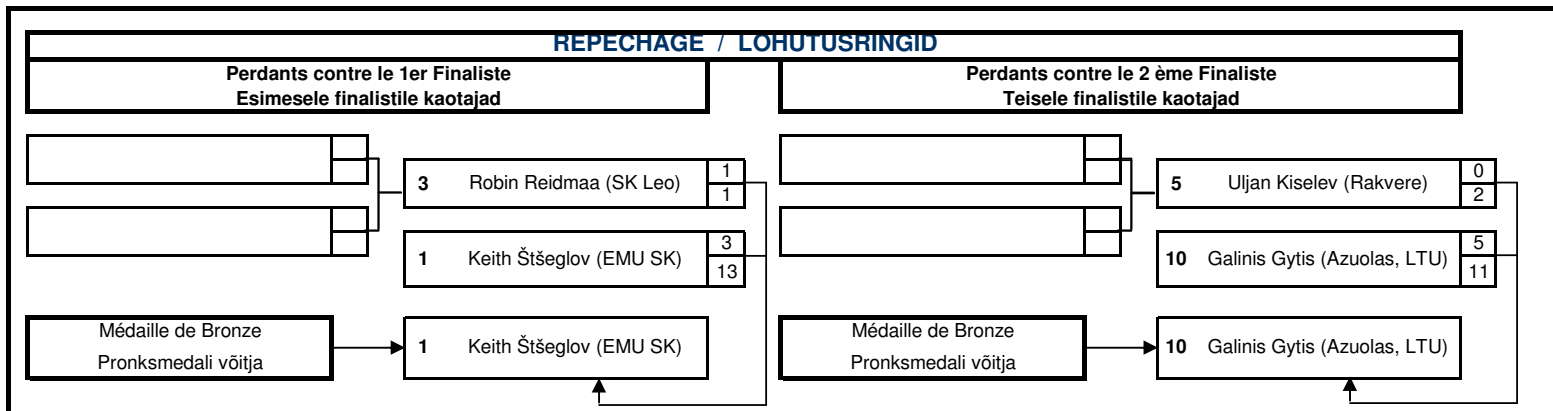 REPECHAGE / LOHUTUSRINGID
Perdants contre le 1er Finaliste
Esimesele finalistile kaotajad
Perdants contre le 2 ème Finaliste
Teisele finalistile kaotajad
3 Robin Reidmaa (SK Leo) 1
1
1 Keith Štšeglov (EMU SK) 3
13
Médaille de Bronze
Pronksmedali võitja
1 Keith Štšeglov (EMU SK)
5 Uljan Kiselev (Rakvere) 0
2
10 Galinis Gytis (Azuolas, LTU) 5
11
Médaille de Bronze
Pronksmedali võitja
10 Galinis Gytis (Azuolas, LTU)